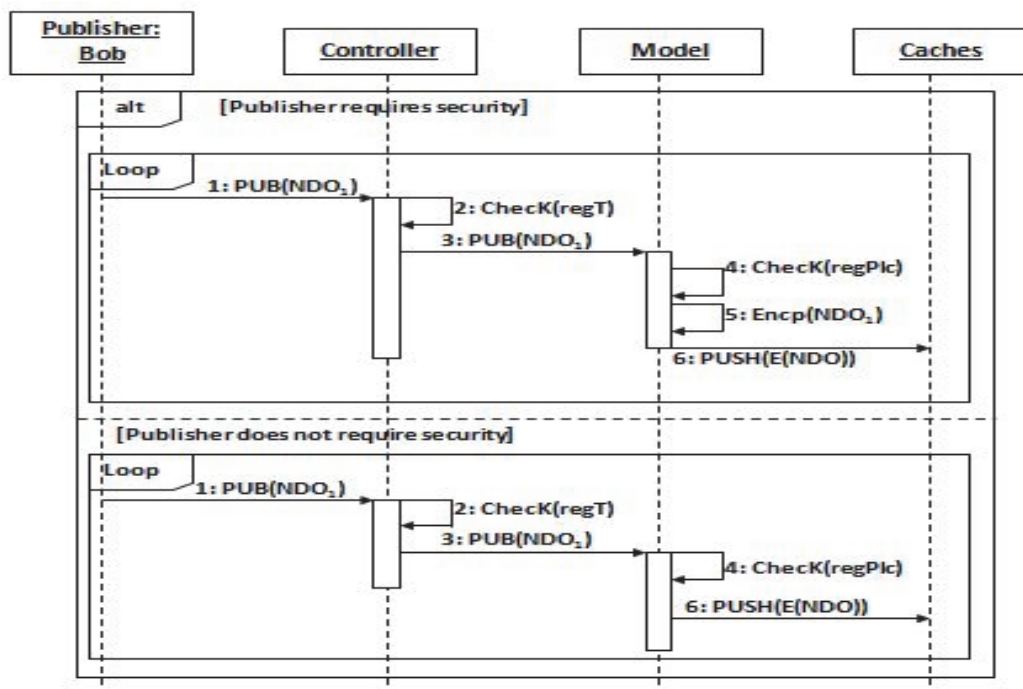 Publisher:
Bob
Controller
Model
Caches
alt
[Publisher requires security]
Loop
1: PUB(NDO₁)
2: ChecK(regT)
3: PUB(NDO₁)
4: ChecK(regPlc)
5: Encp(NDO₁)
6: PUSH(E(NDO))
[Publisher does not require security]
Loop
1: PUB(NDO₁)
2: ChecK(regT)
3: PUB(NDO₁)
4: ChecK(regPlc)
6: PUSH(E(NDO))